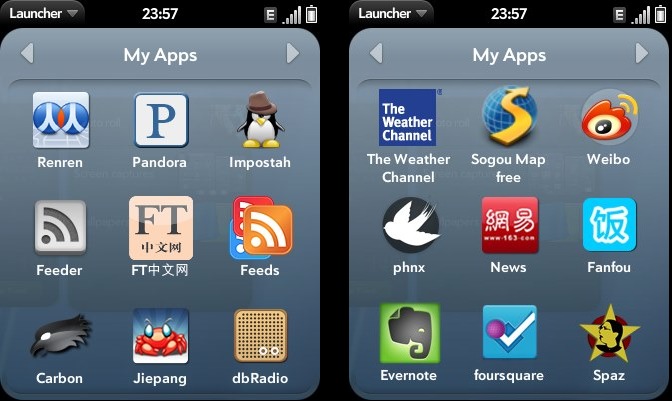 Launcher 23:57 E
My Apps
Renren
P
Pandora
Impostah
Feeder
FT
中文网
FT中文网
Feeds
Carbon
Jiepang
dbRadio
Launcher 23:57 E
My Apps
The
Weather
Channel
The Weather
Channel
Sogou Map
free
Weibo
phnx
網易
www.163.com
News
饭
Fanfou
Evernote
foursquare
Spaz